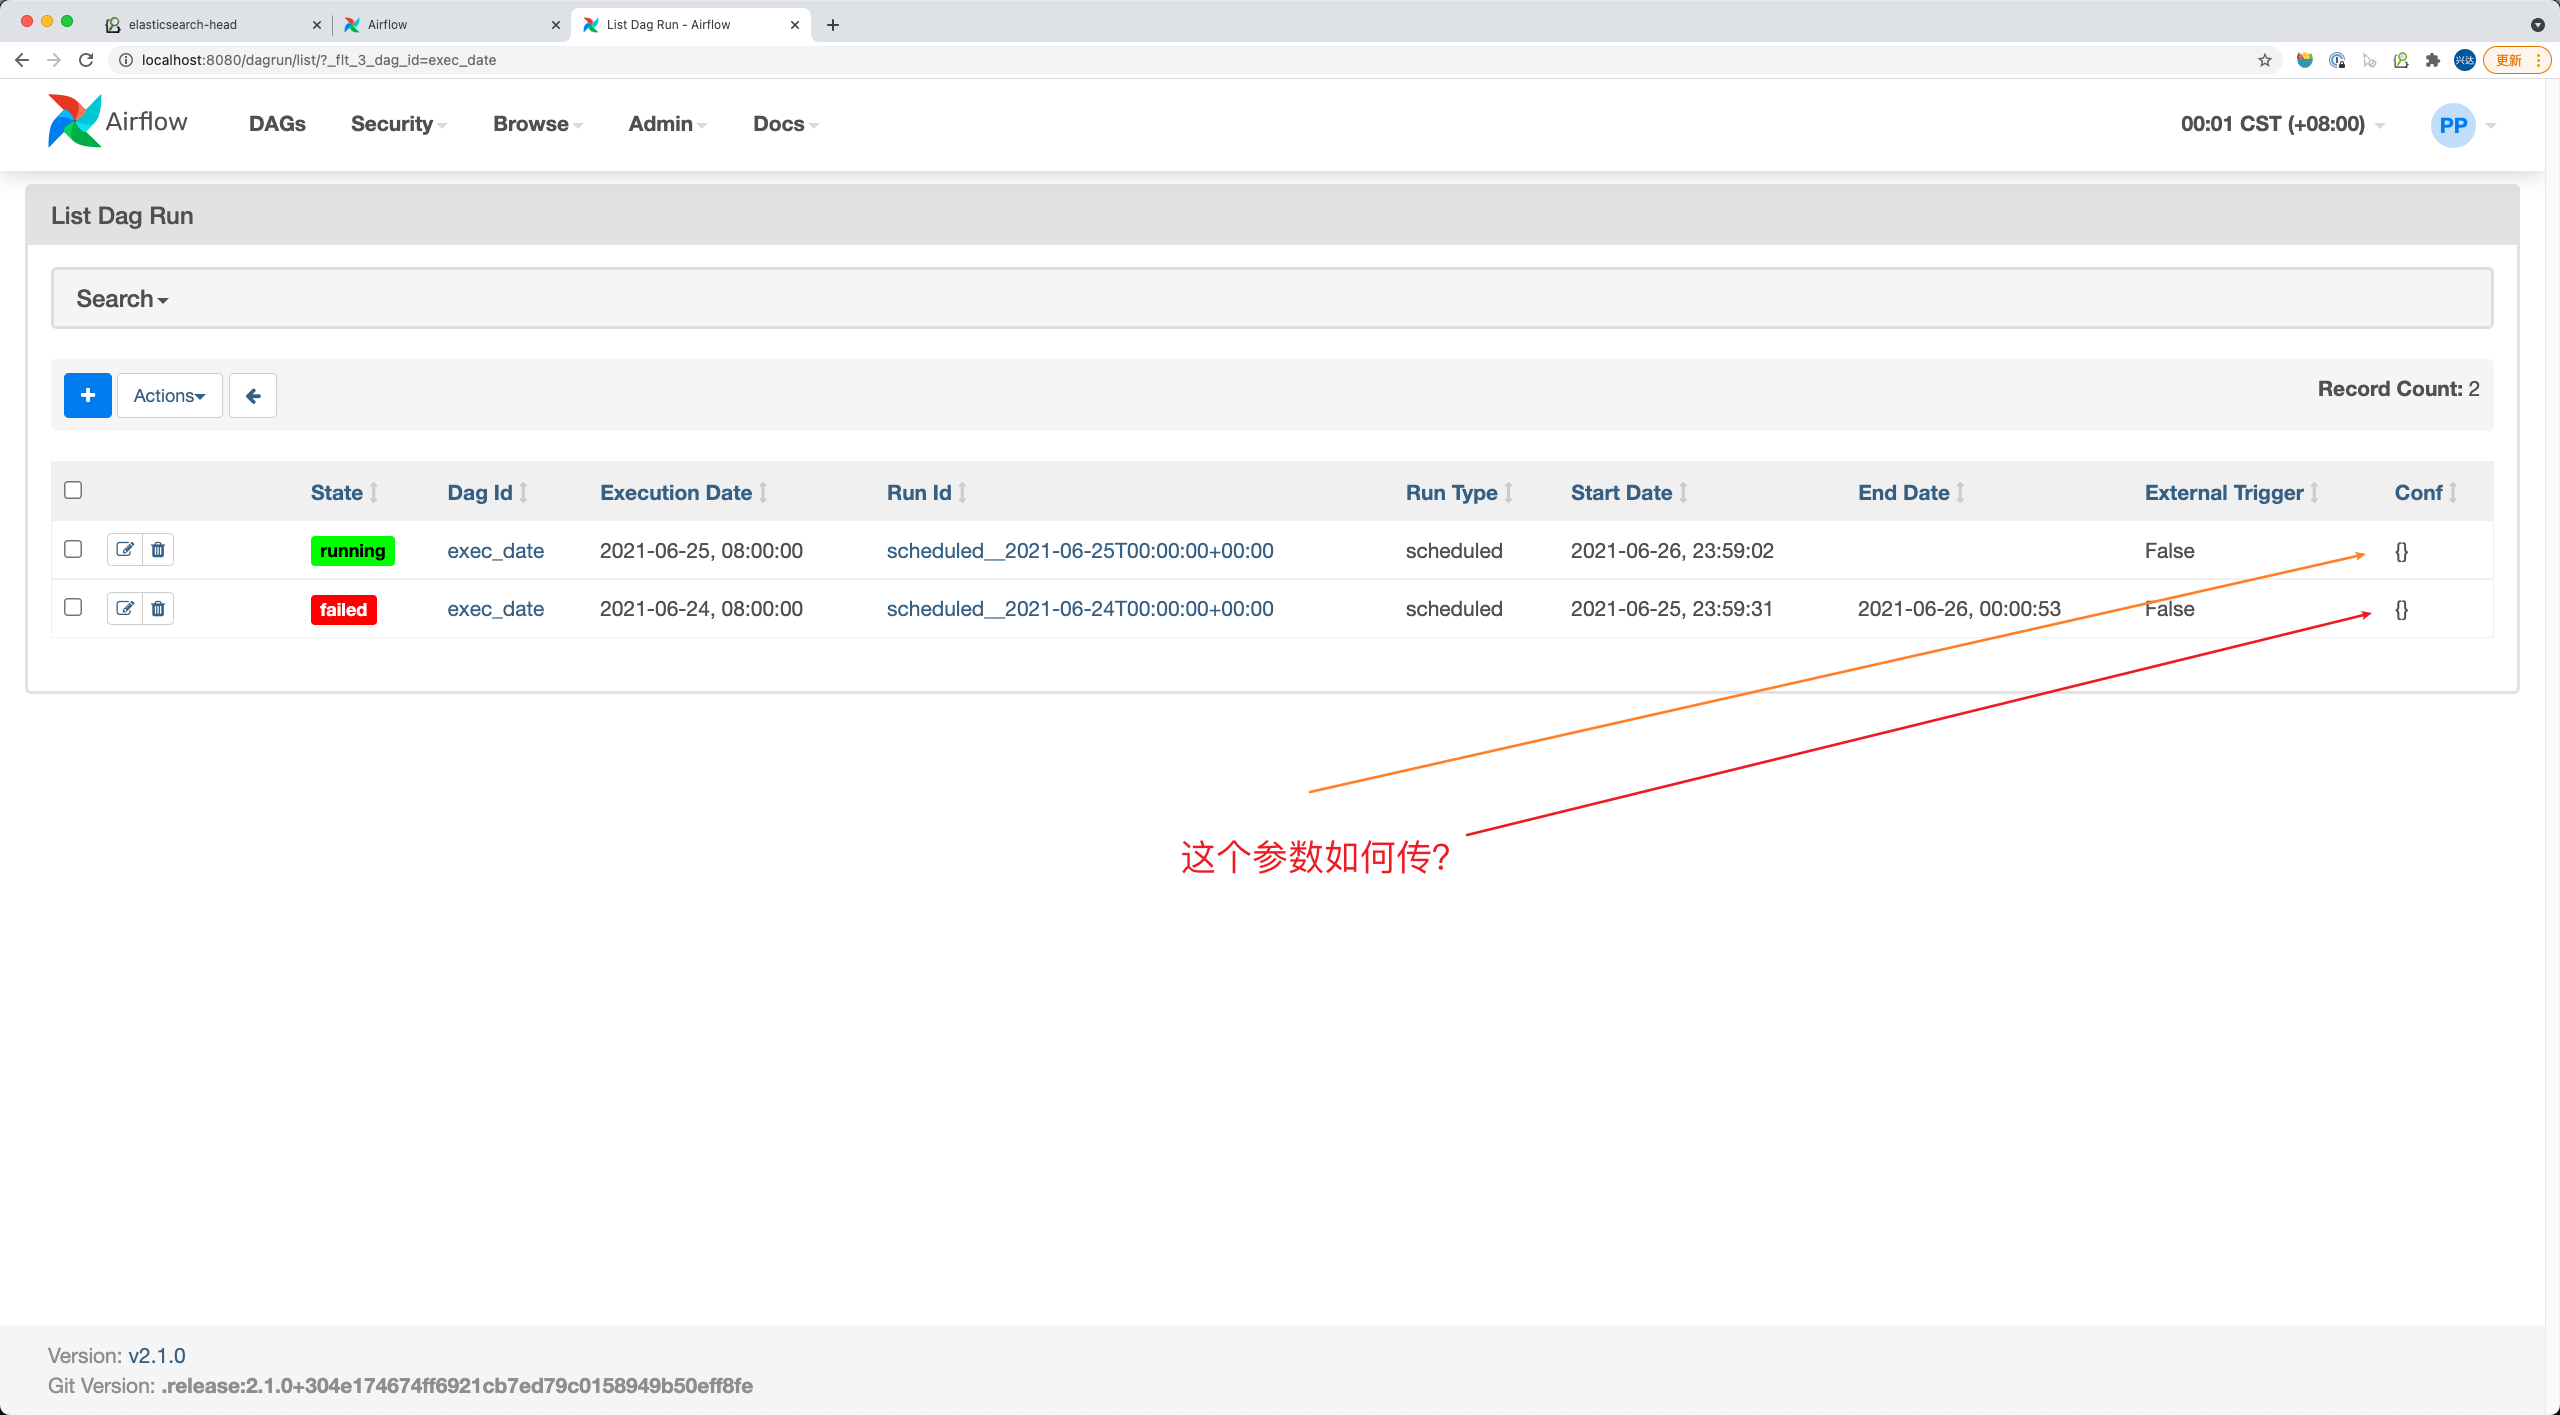 elasticsearch-head
Airflow
List Dag Run - Airflow
localhost:8080/dagrun/list/?_flt_3_dag_id=exec_date
兴达
更新
Airflow
DAGs
Security
Browse
Admin
Docs
00:01 CST (+08:00)
PP
List Dag Run
Search
Actions
Record Count: 2
State Dag Id Execution Date Run Id Run Type Start Date End Date External Trigger Conf
running exec_date 2021-06-25, 08:00:00 scheduled__2021-06-25T00:00:00+00:00 scheduled 2021-06-26, 23:59:02 False {}
failed exec_date 2021-06-24, 08:00:00 scheduled__2021-06-24T00:00:00+00:00 scheduled 2021-06-25, 23:59:31 2021-06-26, 00:00:53 False {}
这个参数如何传?
Version: v2.1.0
Git Version: .release:2.1.0+304e174674ff6921cb7ed79c0158949b50eff8fe